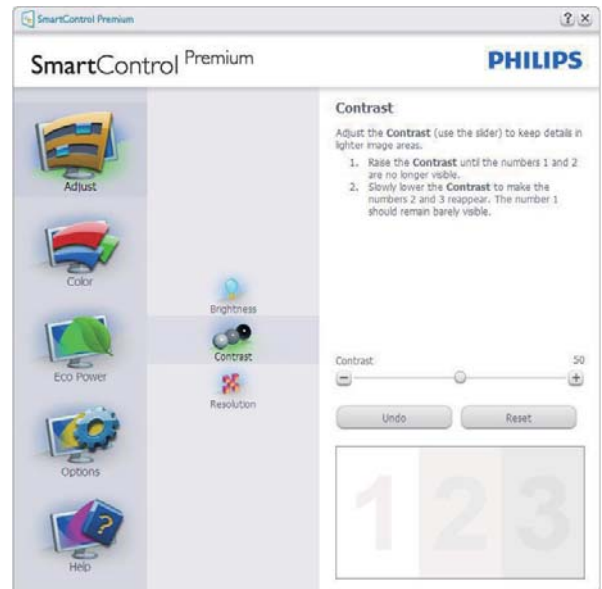 SmartControl Premium
? ×
SmartControl Premium
PHILIPS
Adjust
Color
Eco Power
Options
Help
Brightness
Contrast
Resolution
Contrast
Adjust the Contrast (use the slider) to keep details in
lighter image areas.
1. Raise the Contrast until the numbers 1 and 2
are no longer visible.
2. Slowly lower the Contrast to make the
numbers 2 and 3 reappear. The number 1
should remain barely visible.
Contrast 50
Undo Reset
1 2 3